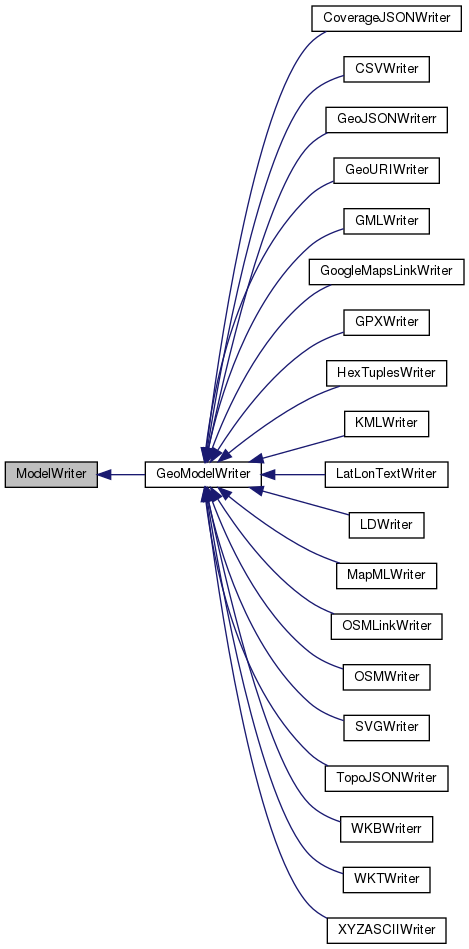 CoverageJSONWriter
CSVWriter
GeoJSONWriterr
GeoURIWriter
GMLWriter
GoogleMapsLinkWriter
GPXWriter
HexTuplesWriter
KMLWriter
ModelWriter
GeoModelWriter
LatLonTextWriter
LDWriter
MapMLWriter
OSMLinkWriter
OSMWriter
SVGWriter
TopoJSONWriter
WKBWriterr
WKTWriter
XYZASCIIWriter